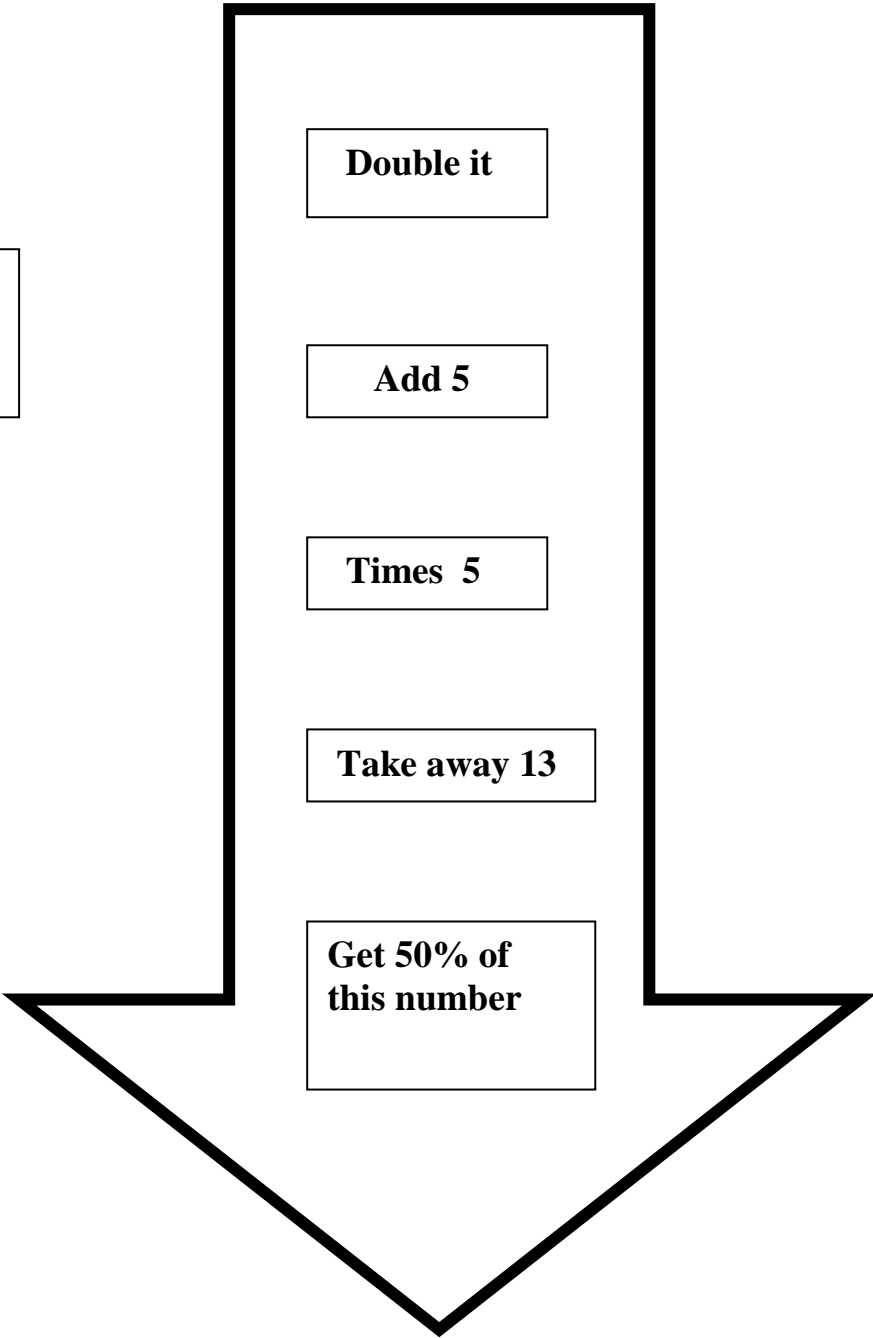 Double it
Add 5
Times  5
Take away 13
Get 50% of
this number